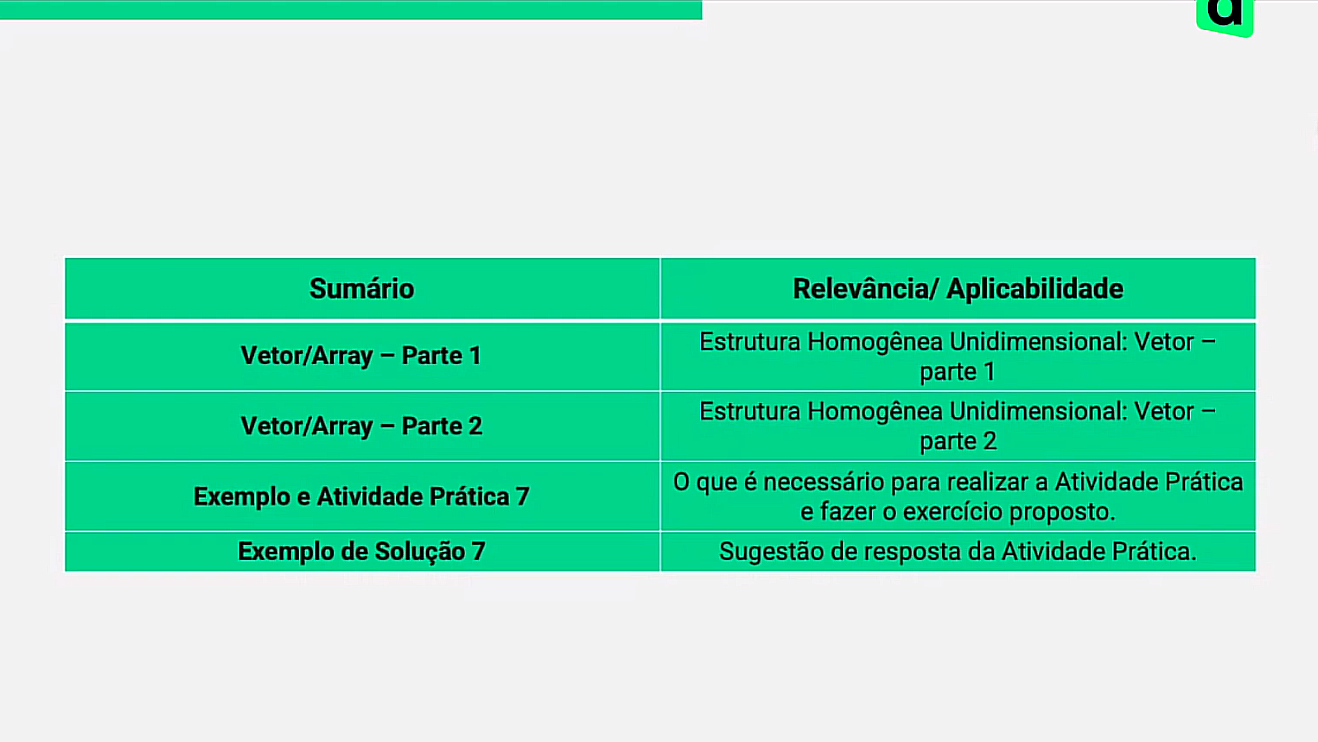 d
Sumário
Relevância/ Aplicabilidade
Vetor/Array – Parte 1
Estrutura Homogênea Unidimensional: Vetor –
parte 1
Vetor/Array – Parte 2
Estrutura Homogênea Unidimensional: Vetor –
parte 2
Exemplo e Atividade Prática 7
O que é necessário para realizar a Atividade Prática
e fazer o exercício proposto.
Exemplo de Solução 7
Sugestão de resposta da Atividade Prática.